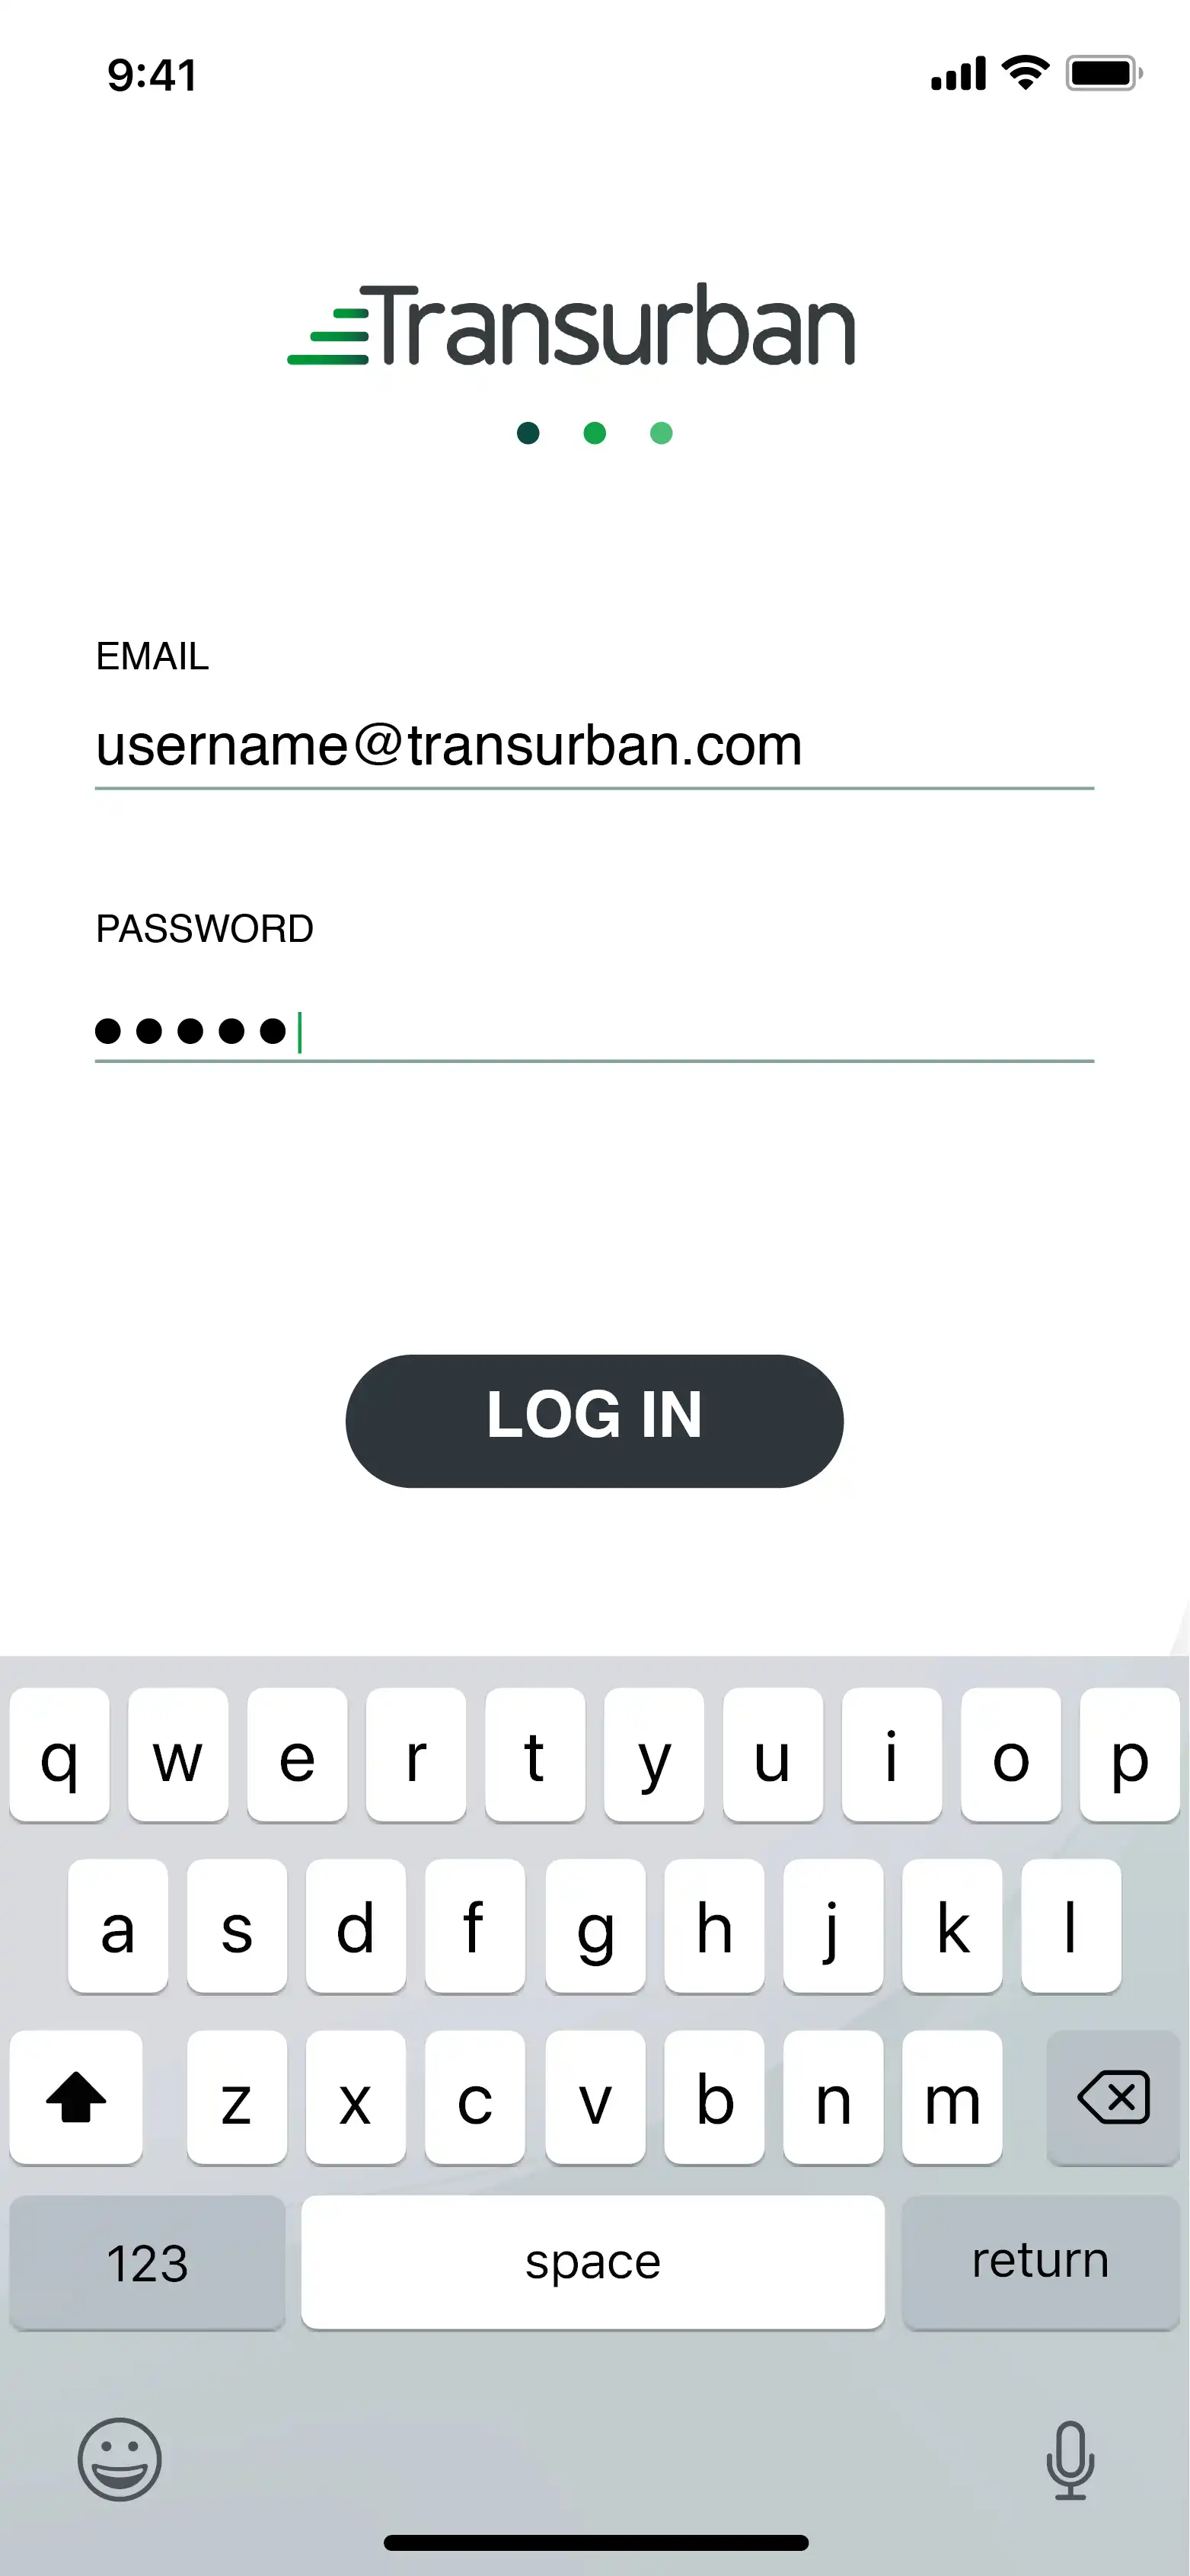 9:41
Transurban
EMAIL
username@transurban.com
PASSWORD
LOG IN
q w e r t y u i o p
a s d f g h j k l
z x c v b n m
123 space return